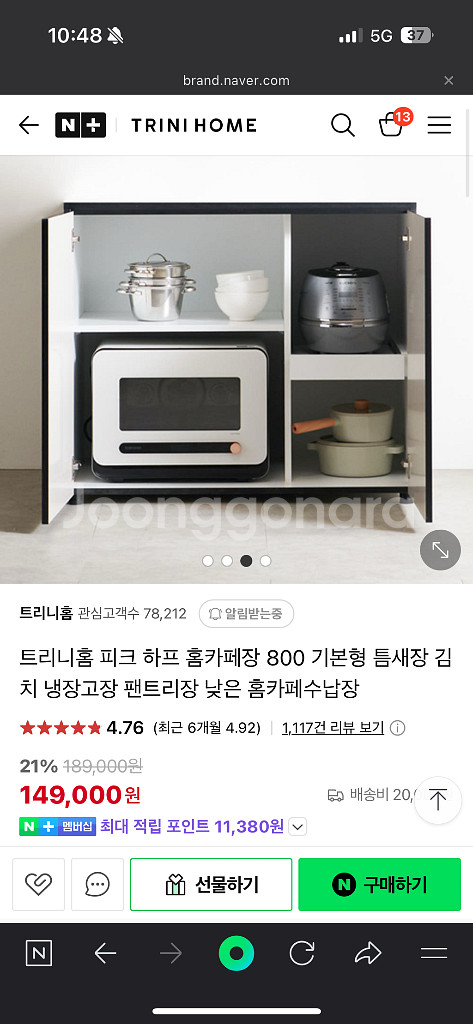 10:48
5G 37
brand.naver.com
N+ TRINI HOME
13
Joonggonara
트리니홈 관심고객수 78,212 알림받는중
트리니홈 피크 하프 홈카페장 800 기본형 틈새장 김
치 냉장고장 팬트리장 낮은 홈카페수납장
4.76 (최근 6개월 4.92) 1,117건 리뷰 보기
21% 189,000원
149,000원
배송비 20,
N+ 멤버십 최대 적립 포인트 11,380원
선물하기
N 구매하기
N